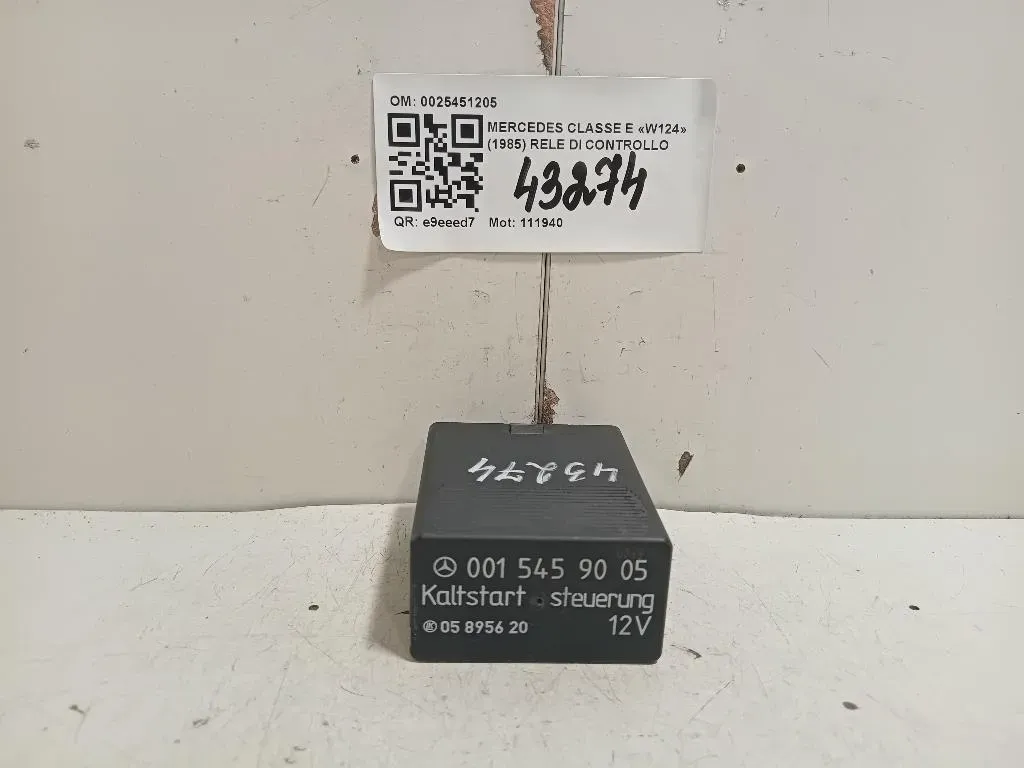 OM: 0025451205
MERCEDES CLASSE E «W124»
(1985) RELE DI CONTROLLO
43274
QR: e9eeed7 Mot: 111940
43274
001 545 90 05
Kaltstart steuerung
05 8956 20 12V